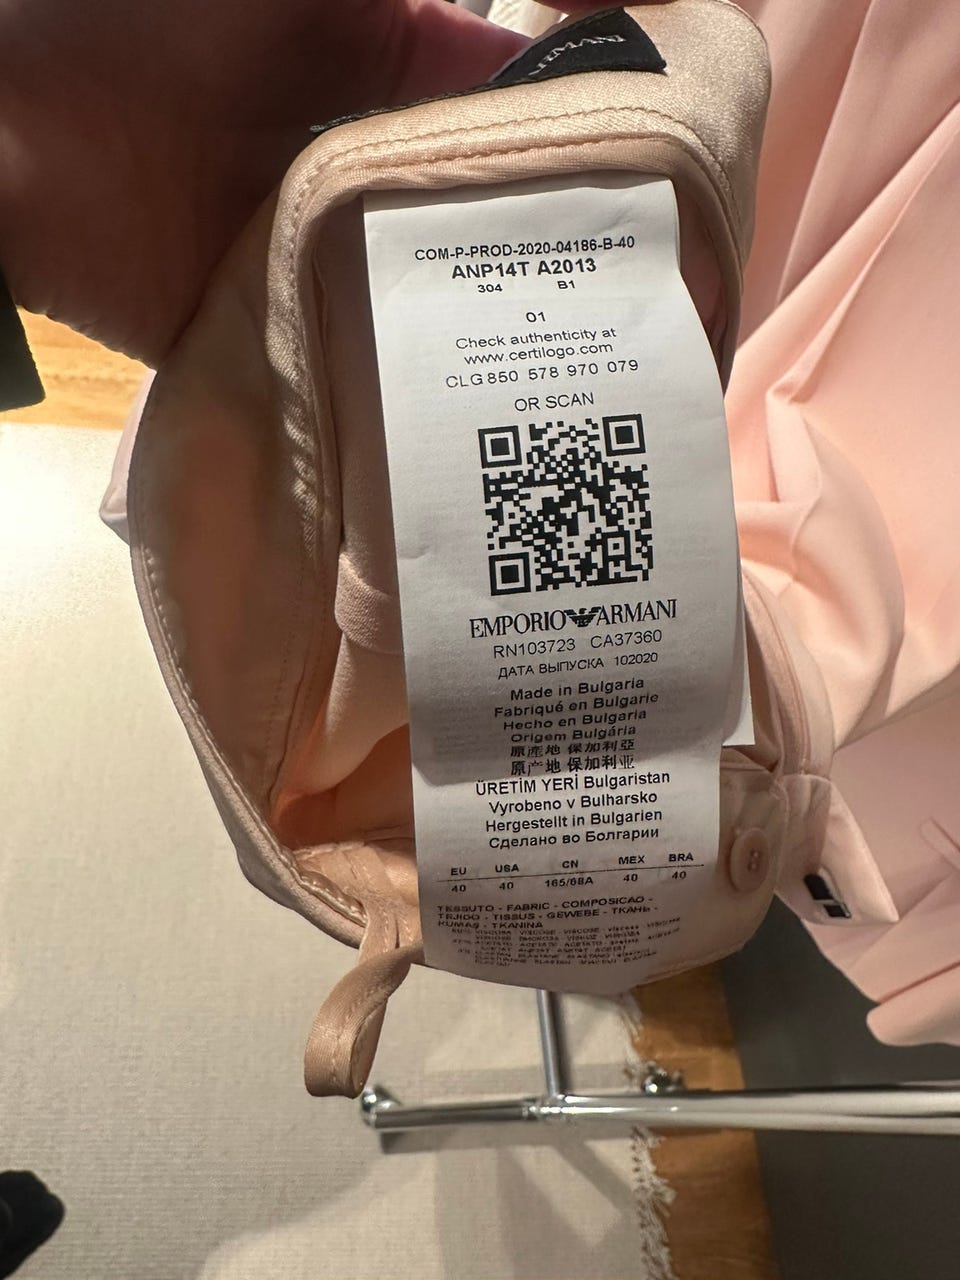 ARMANI
COM-P-PROD-2020-04186-B-40
ANP14T A2013
304 B1
01
Check authenticity at
www.certilogo.com
CLG 850 578 970 079
OR SCAN
EMPORIO ARMANI
RN103723 CA37360
ДАТА ВЫПУСКА 102020
Made in Bulgaria
Fabriqué en Bulgarie
Hecho en Bulgaria
Origem Bulgária
原産地 保加利亞
原产地 保加利亚
ÜRETİM YERİ Bulgaristan
Vyrobeno v Bulharsko
Hergestellt in Bulgarien
Сделано во Болгарии
EU USA CN MEX BRA
40 40 165/68A 40 40
TESSUTO - FABRIC - COMPOSICAO -
TEJIDO - TISSUS - GEWEBE - ТКАНЬ -
KUMAŞ - TKANINA